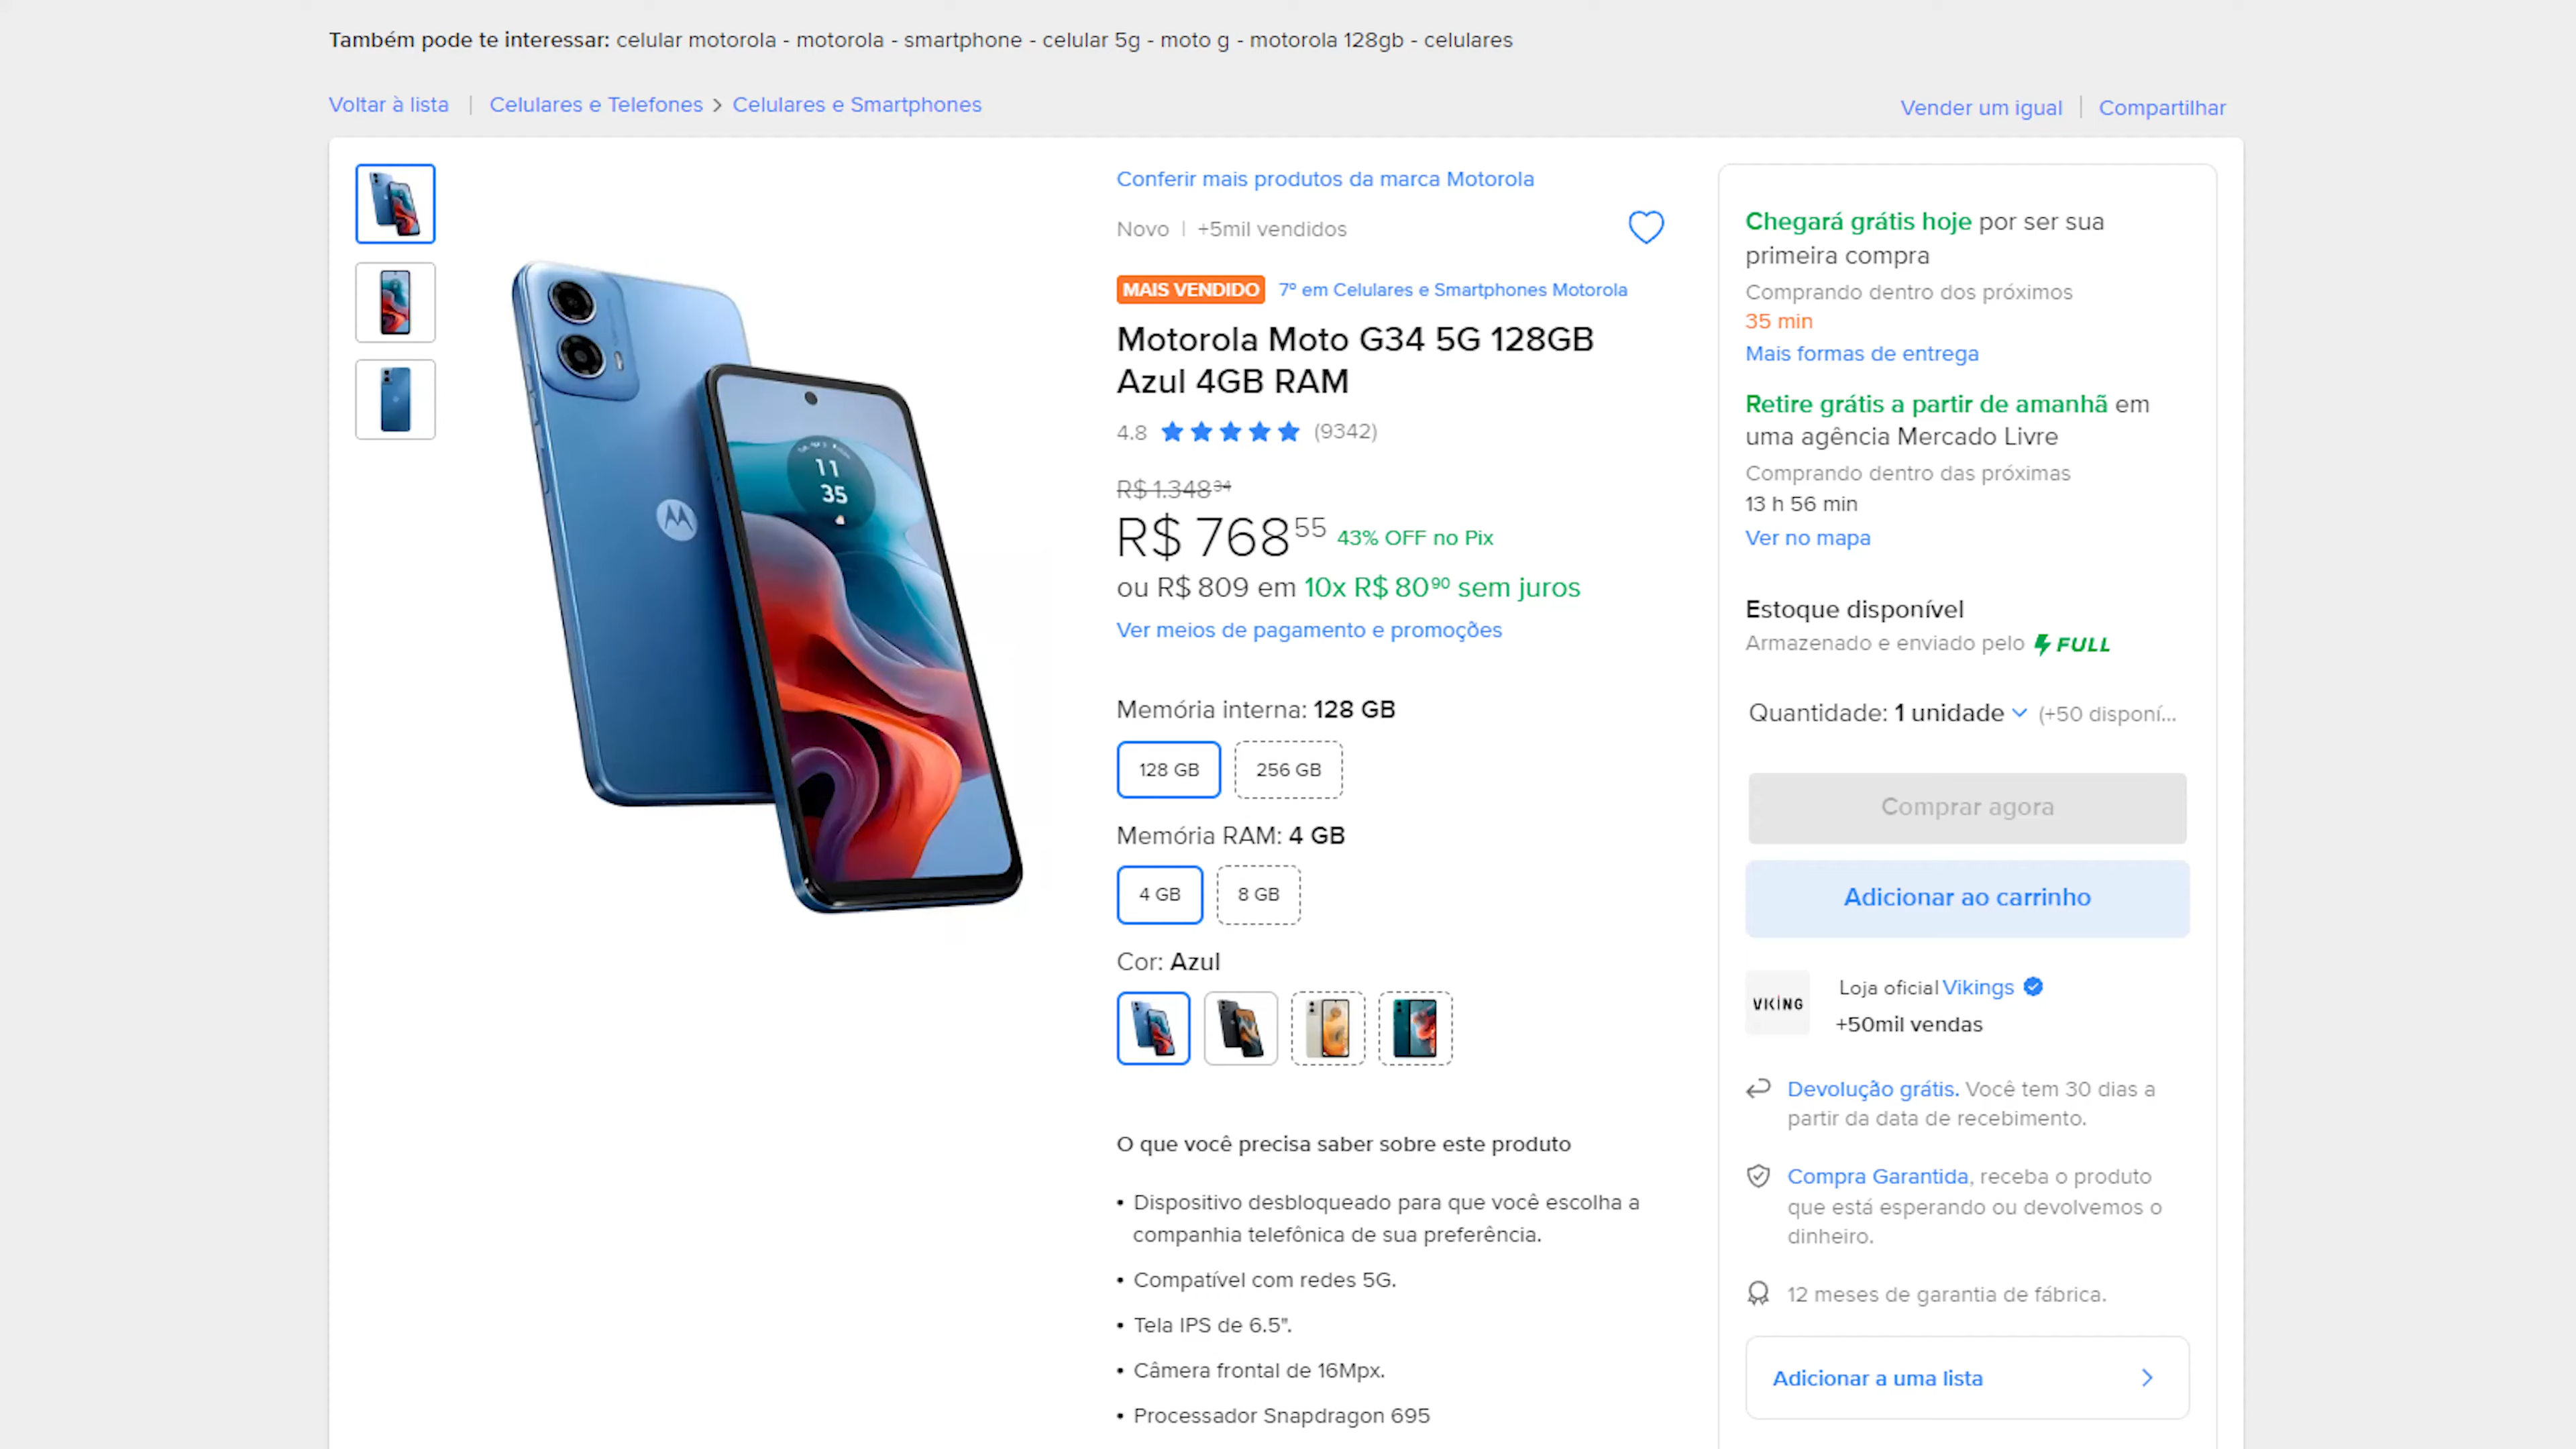 Também pode te interessar: celular motorola - motorola - smartphone - celular 5g - moto g - motorola 128gb - celulares
Voltar à lista | Celulares e Telefones > Celulares e Smartphones
Vender um igual | Compartilhar
Conferir mais produtos da marca Motorola
Novo | +5mil vendidos
MAIS VENDIDO 7º em Celulares e Smartphones Motorola
Motorola Moto G34 5G 128GB
Azul 4GB RAM
4.8 (9342)
R$ 1.348 34
R$ 768 55 43% OFF no Pix
ou R$ 809 em 10x R$ 80 90 sem juros
Ver meios de pagamento e promoções
Memória interna: 128 GB
128 GB 256 GB
Memória RAM: 4 GB
4 GB 8 GB
Cor: Azul
O que você precisa saber sobre este produto
• Dispositivo desbloqueado para que você escolha a
companhia telefônica de sua preferência.
• Compatível com redes 5G.
• Tela IPS de 6.5".
• Câmera frontal de 16Mpx.
• Processador Snapdragon 695
11
35
Chegará grátis hoje por ser sua
primeira compra
Comprando dentro dos próximos
35 min
Mais formas de entrega
Retire grátis a partir de amanhã em
uma agência Mercado Livre
Comprando dentro das próximas
13 h 56 min
Ver no mapa
Estoque disponível
Armazenado e enviado pelo FULL
Quantidade: 1 unidade (+50 disponí...
Comprar agora
Adicionar ao carrinho
VIKING
Loja oficial Vikings
+50mil vendas
Devolução grátis. Você tem 30 dias a
partir da data de recebimento.
Compra Garantida, receba o produto
que está esperando ou devolvemos o
dinheiro.
12 meses de garantia de fábrica.
Adicionar a uma lista >